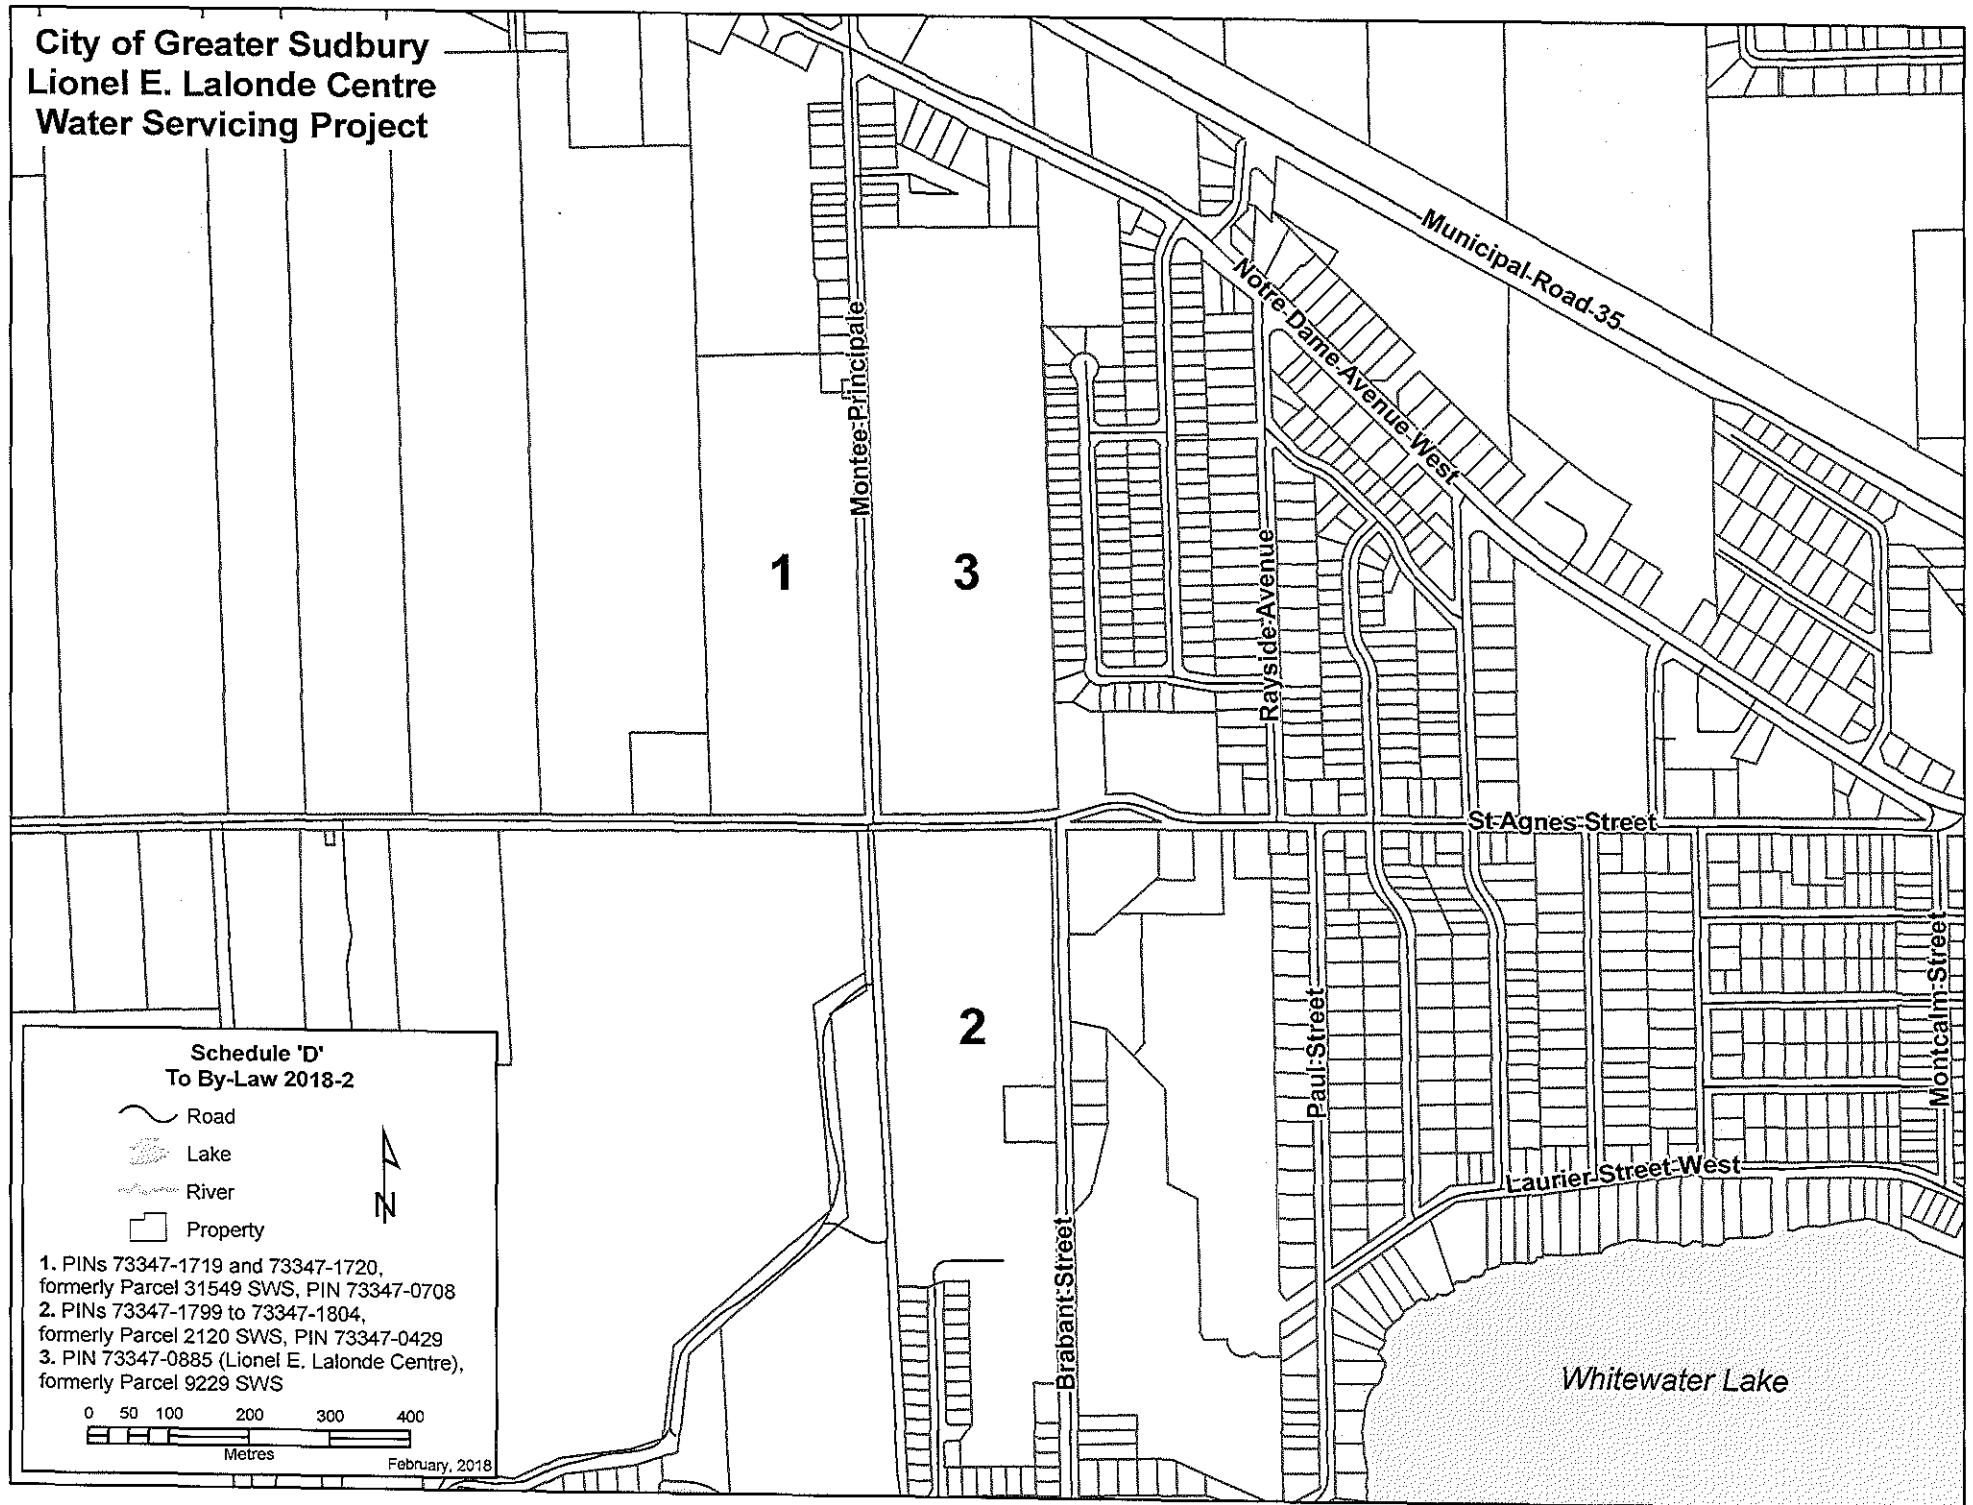 City of Greater Sudbury
Lionel E. Lalonde Centre
Water Servicing Project
Municipal Road 35
Notre Dame Avenue West
Montee Principale
1
3
Rayside Avenue
St Agnes Street
2
Paul Street
Montcalm Street
Laurier Street West
Brabant Street
Whitewater Lake
Schedule 'D'
To By-Law 2018-2
Road
Lake
River
Property
N
1. PINs 73347-1719 and 73347-1720,
formerly Parcel 31549 SWS, PIN 73347-0708
2. PINs 73347-1799 to 73347-1804,
formerly Parcel 2120 SWS, PIN 73347-0429
3. PIN 73347-0885 (Lionel E. Lalonde Centre),
formerly Parcel 9229 SWS
0 50 100 200 300 400
Metres
February, 2018